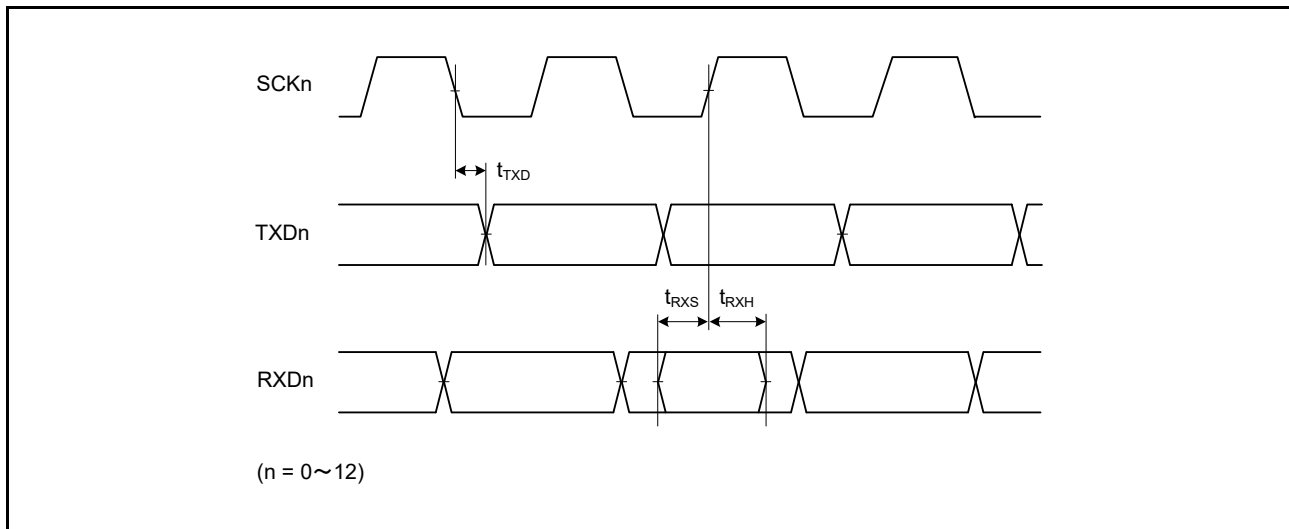 SCKn
tTXD
TXDn
tRXS tRXH
RXDn
(n = 0〜12)